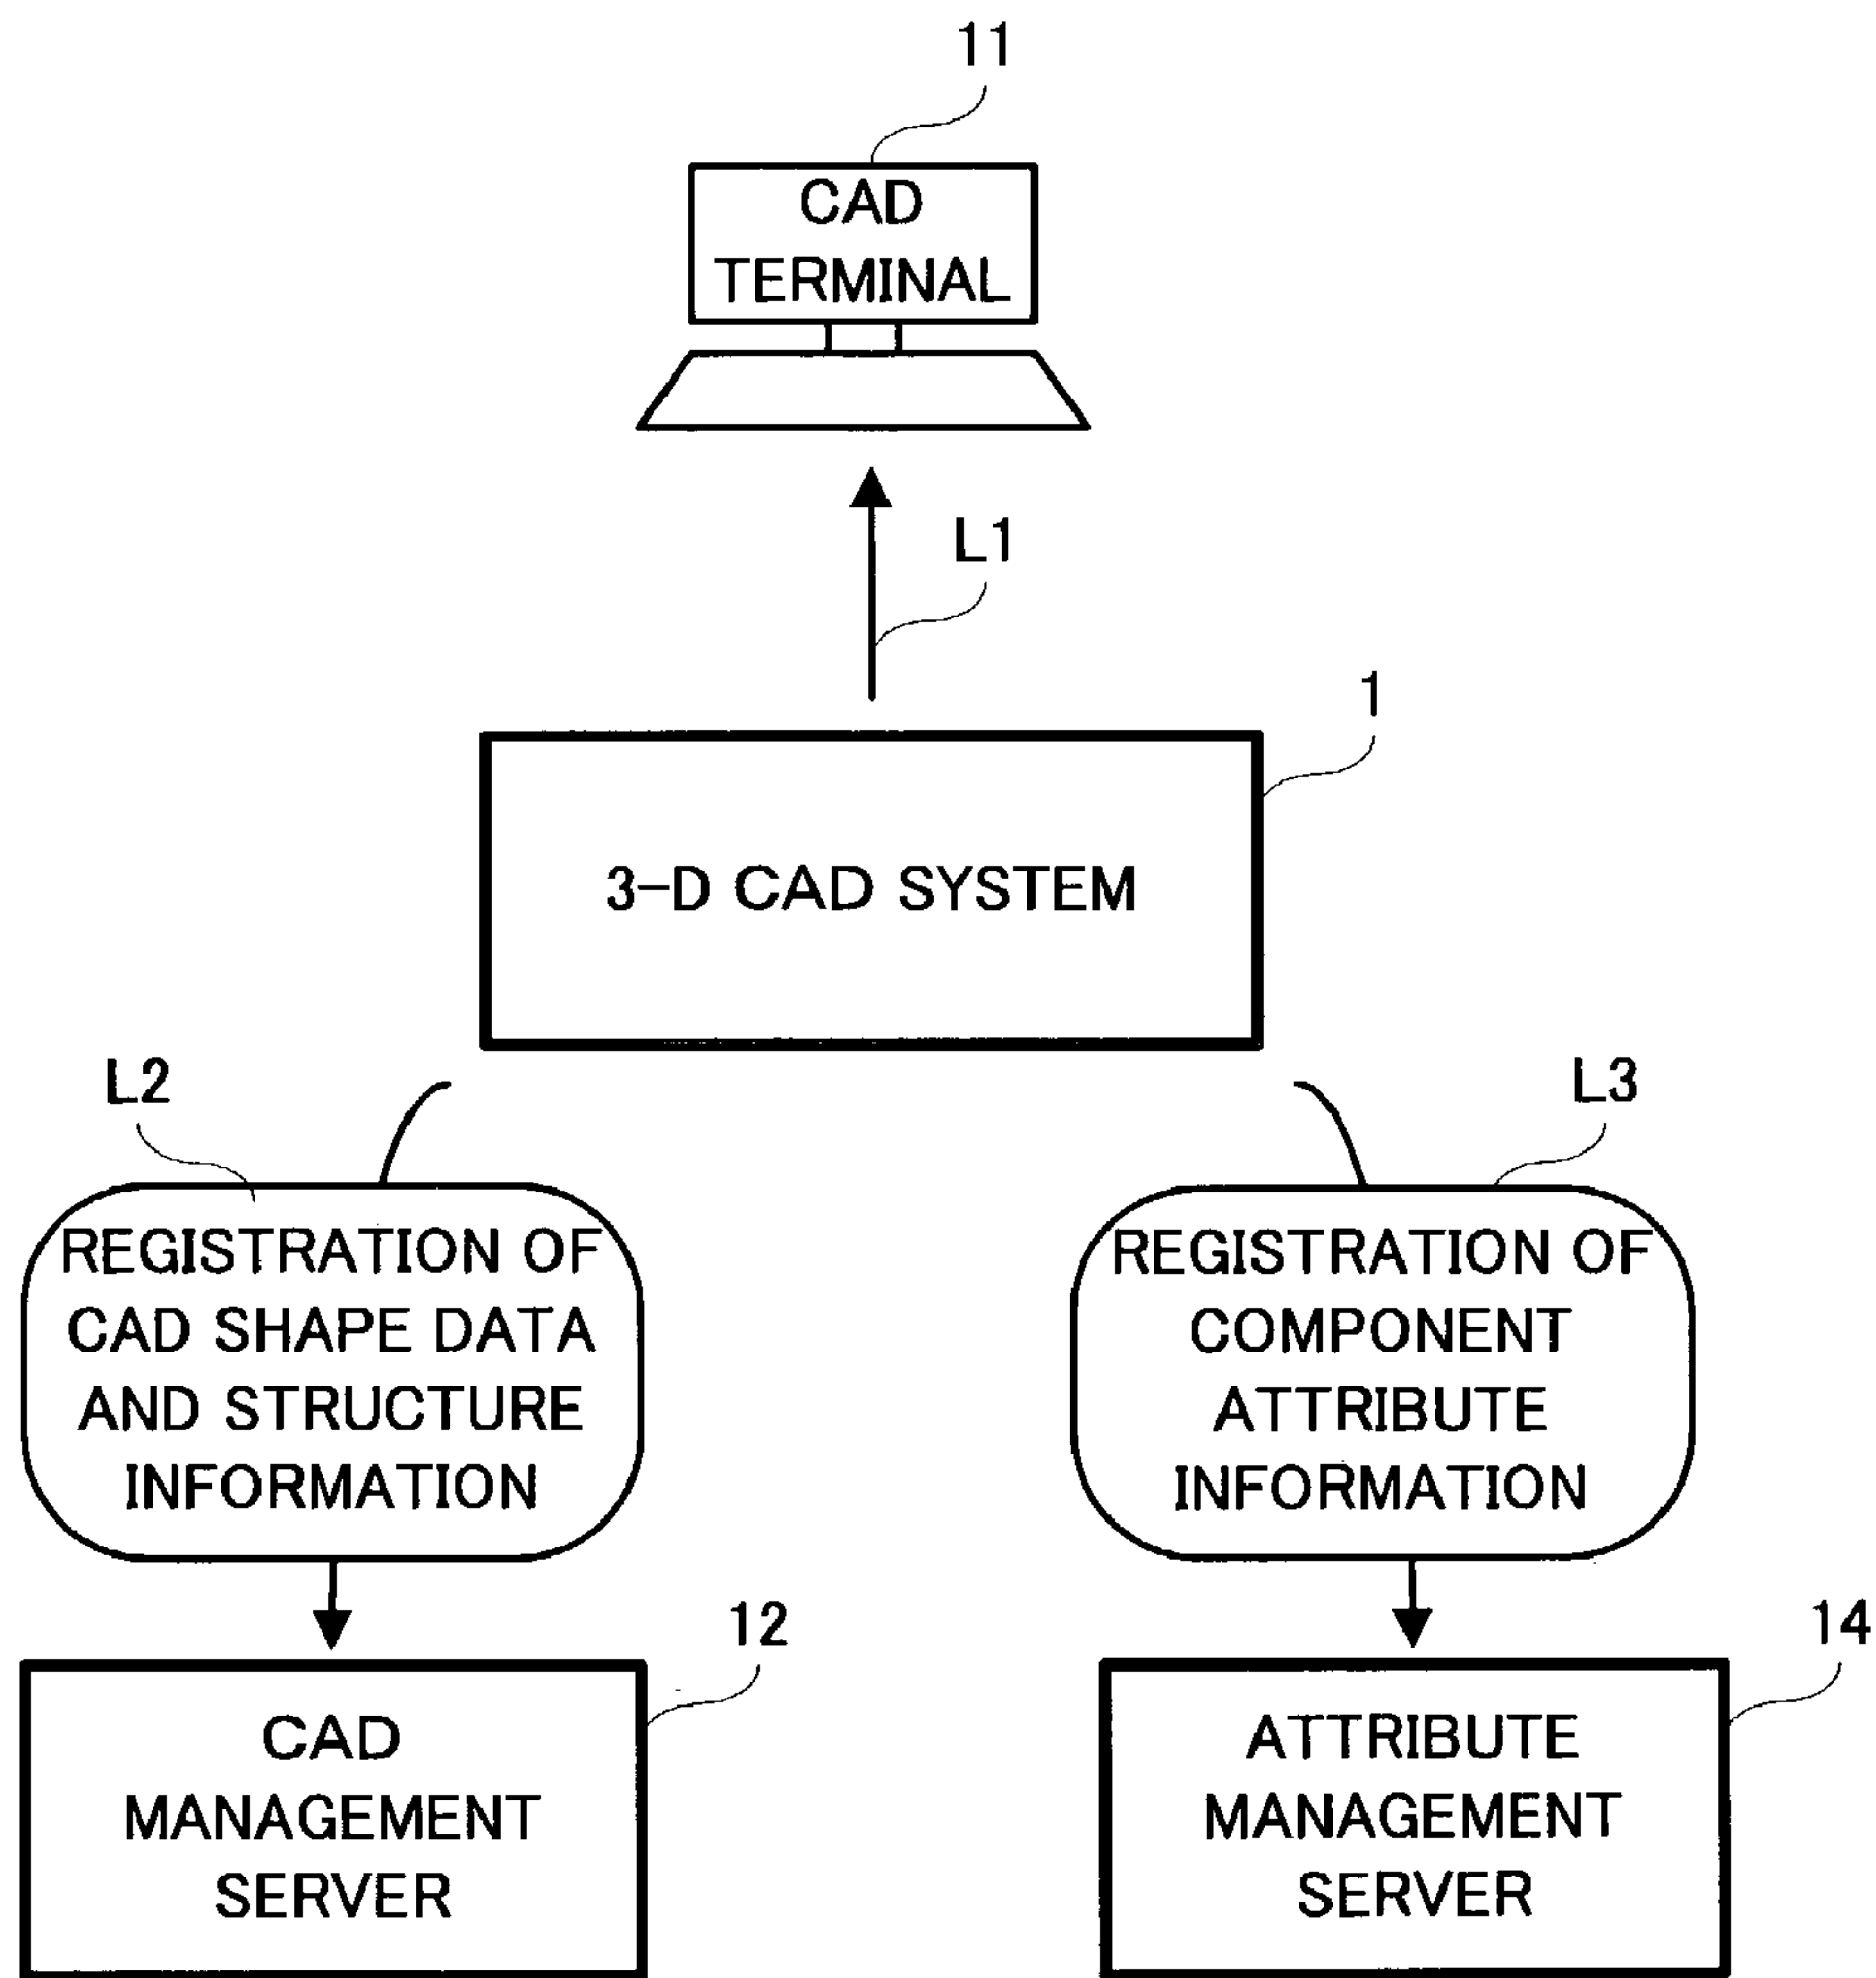 11
CAD
TERMINAL
L1
1
3-D CAD SYSTEM
L2
L3
REGISTRATION OF
CAD SHAPE DATA
AND STRUCTURE
INFORMATION
REGISTRATION OF
COMPONENT
ATTRIBUTE
INFORMATION
12
14
CAD
MANAGEMENT
SERVER
ATTRIBUTE
MANAGEMENT
SERVER